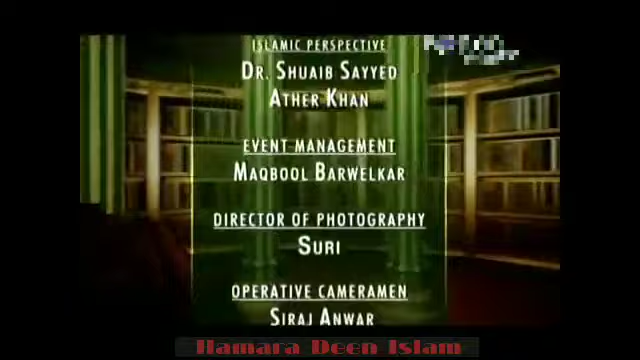 ISLAMIC PERSPECTIVE
DR. SHUAIB SAYYED
ATHER KHAN
EVENT MANAGEMENT
MAQBOOL BARWELKAR
DIRECTOR OF PHOTOGRAPHY
SURI
OPERATIVE CAMERAMEN
SIRAJ ANWAR
Hamara Deen Islam